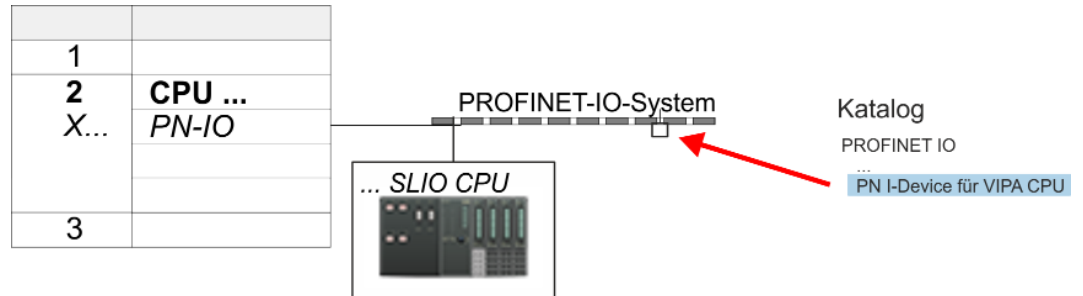 1
2 CPU ...
X... PN-IO
3
PROFINET-IO-System
... SLIO CPU
Katalog
PROFINET IO
...
PN I-Device für VIPA CPU